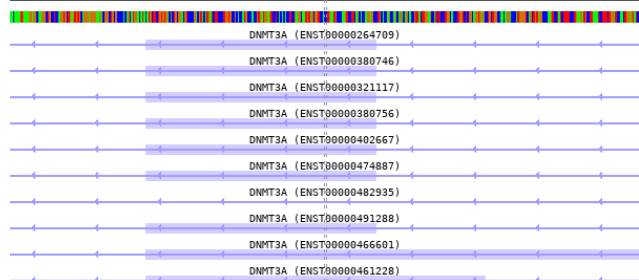 DNMT3A (ENST00000264709)
DNMT3A (ENST00000380746)
DNMT3A (ENST00000321117)
DNMT3A (ENST00000380756)
DNMT3A (ENST00000402667)
DNMT3A (ENST00000474887)
DNMT3A (ENST00000482935)
DNMT3A (ENST00000491288)
DNMT3A (ENST00000466601)
DNMT3A (ENST00000461228)